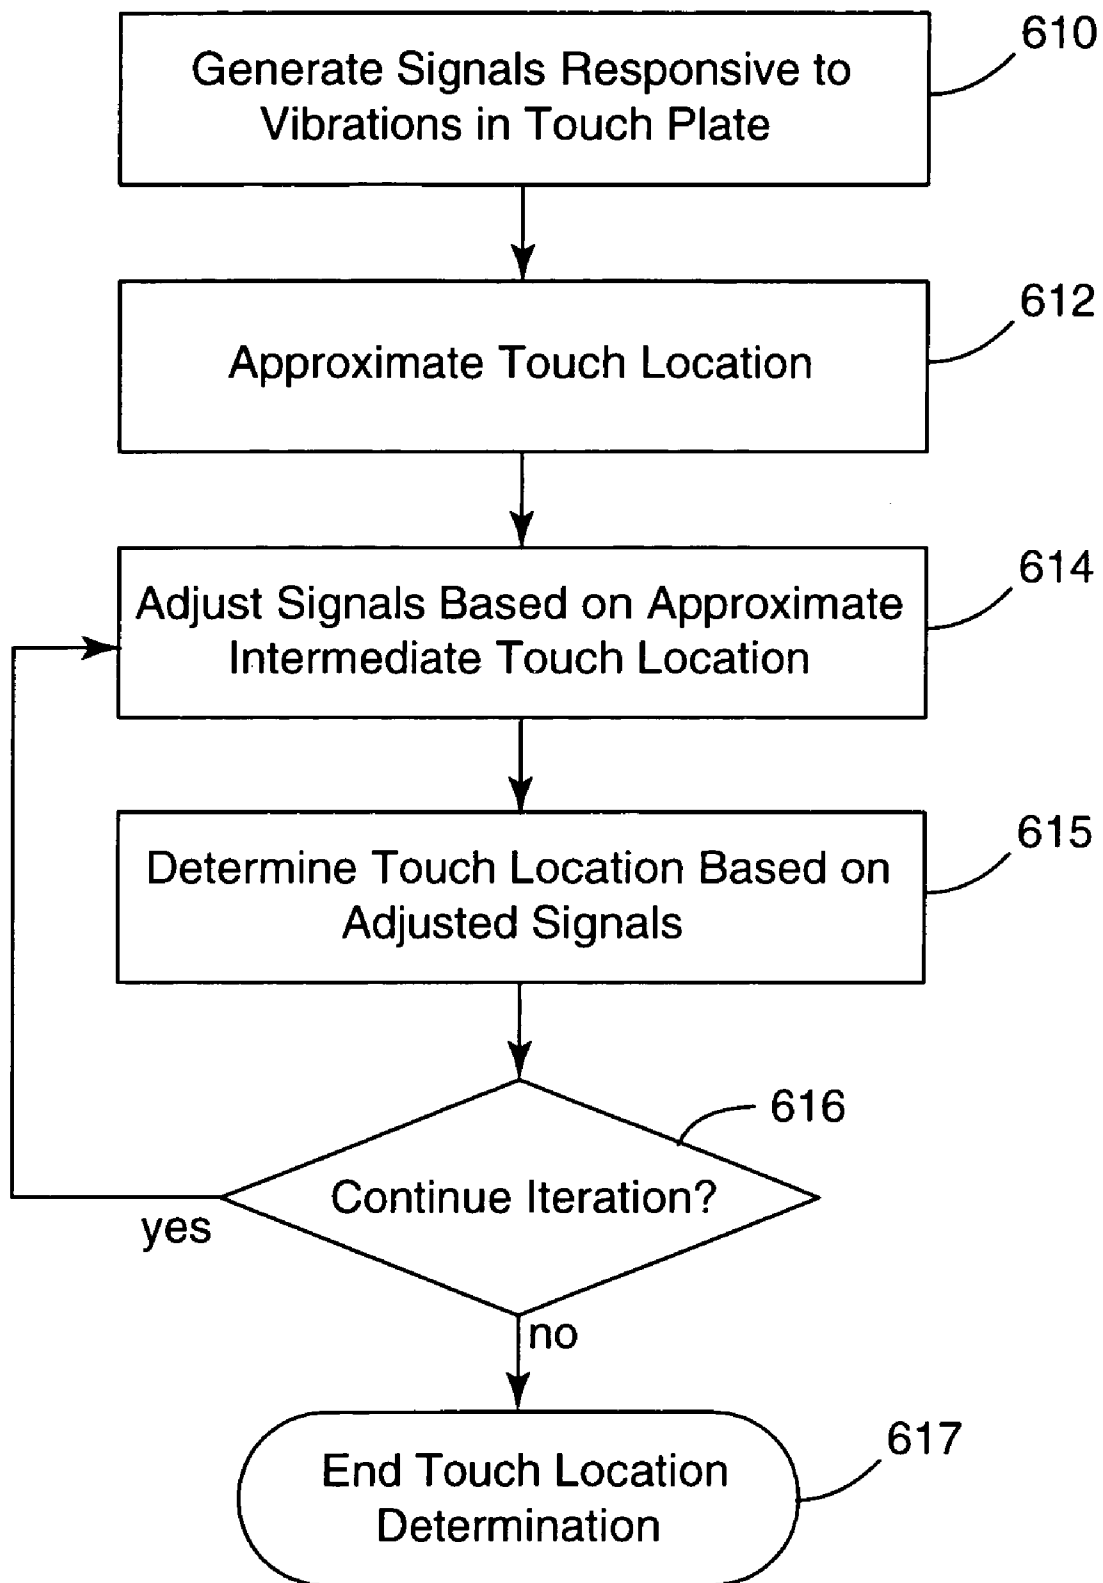 610
Generate Signals Responsive to
Vibrations in Touch Plate
612
Approximate Touch Location
614
Adjust Signals Based on Approximate
Intermediate Touch Location
615
Determine Touch Location Based on
Adjusted Signals
616
Continue Iteration?
yes
no
617
End Touch Location
Determination